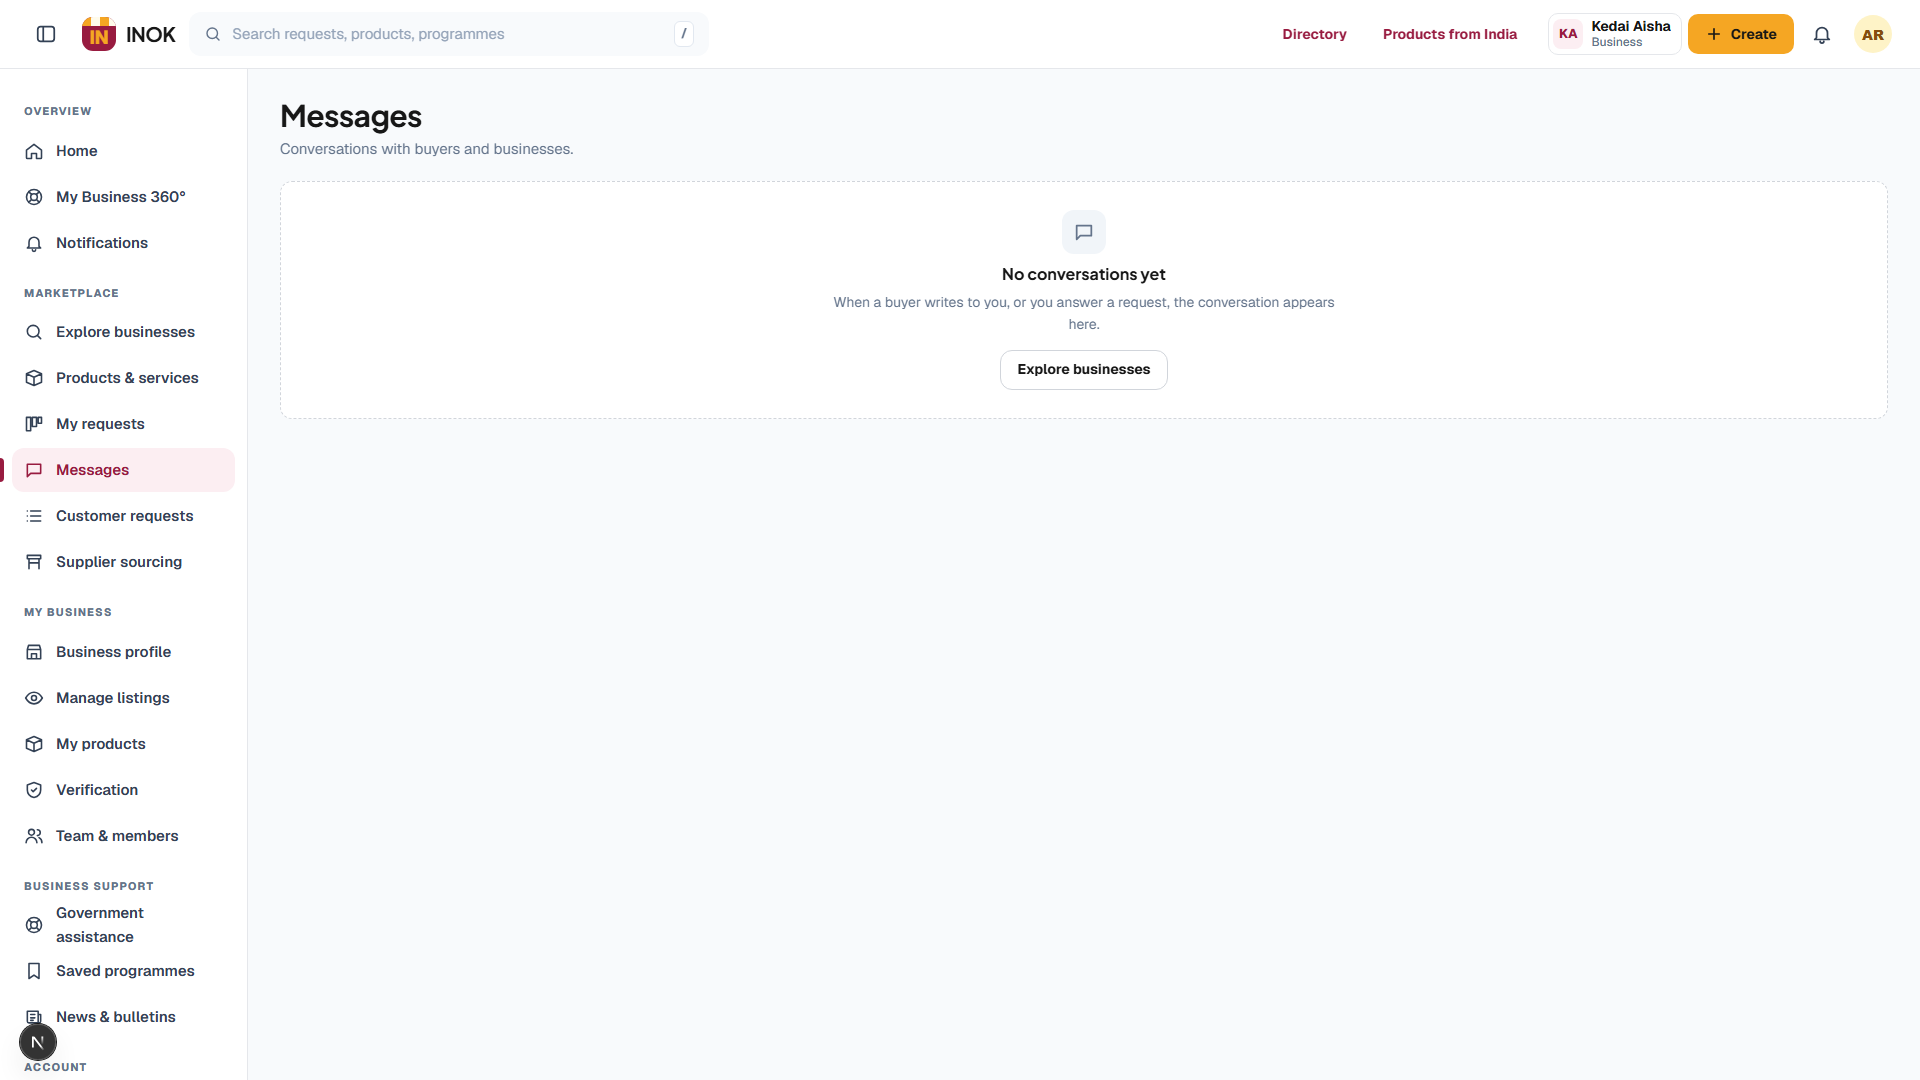 IN INOK
Search requests, products, programmes
/
Directory
Products from India
KA
Kedai Aisha
Business
+ Create
AR
OVERVIEW
Home
My Business 360°
Notifications
MARKETPLACE
Explore businesses
Products & services
My requests
Messages
Customer requests
Supplier sourcing
MY BUSINESS
Business profile
Manage listings
My products
Verification
Team & members
BUSINESS SUPPORT
Government
assistance
Saved programmes
News & bulletins
N
ACCOUNT
Messages
Conversations with buyers and businesses.
No conversations yet
When a buyer writes to you, or you answer a request, the conversation appears
here.
Explore businesses